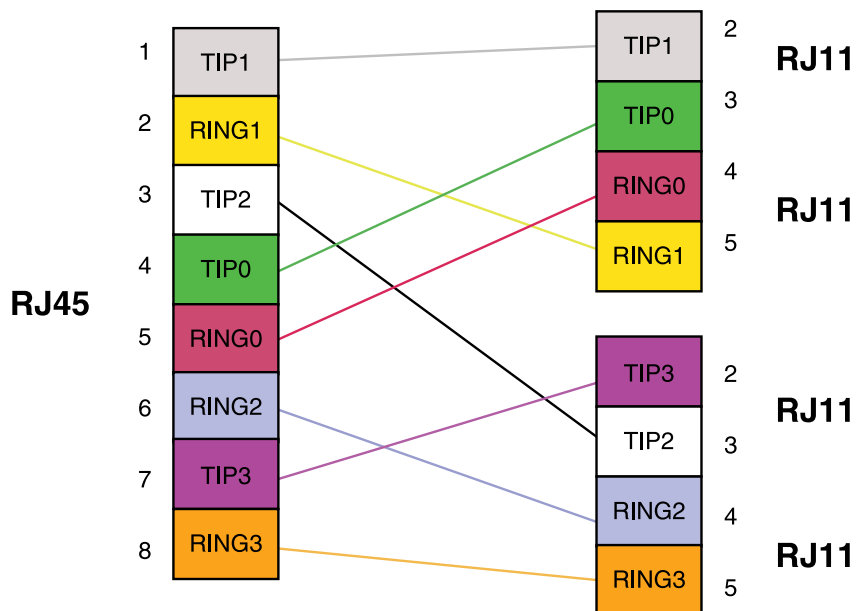 RJ45
1 TIP1
2 RING1
3 TIP2
4 TIP0
5 RING0
6 RING2
7 TIP3
8 RING3
TIP1 2
TIP0 3
RING0 4
RING1 5
RJ11
RJ11
TIP3 2
TIP2 3
RING2 4
RING3 5
RJ11
RJ11